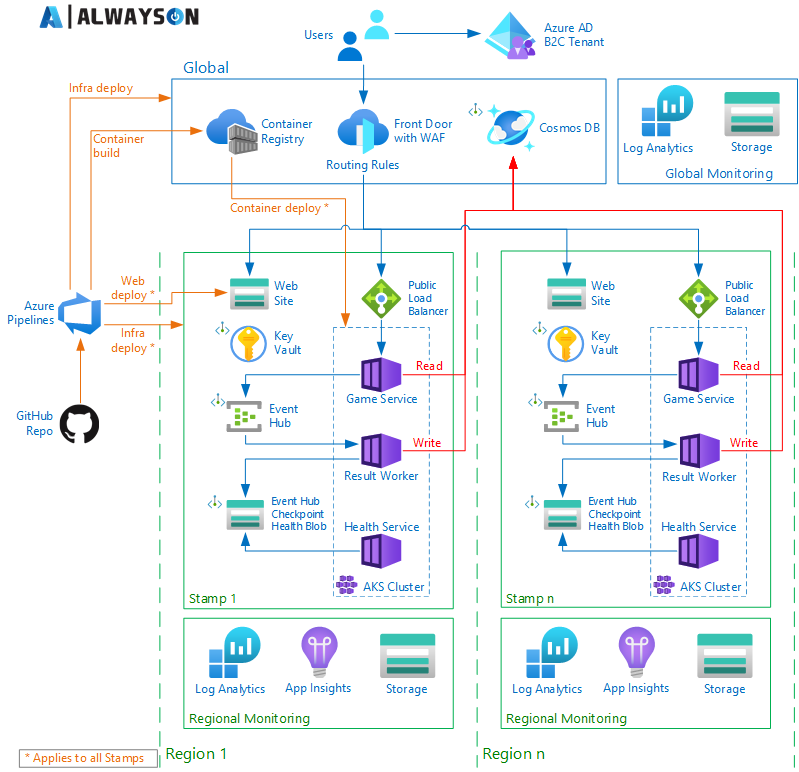 A|ALWAYSON
Users
Azure AD
B2C Tenant
Global
Infra deploy
Container
build
Container
Registry
Front Door
with WAF
Routing Rules
Cosmos DB
Log Analytics
Storage
Global Monitoring
Container deploy *
Web
deploy *
Infra
deploy *
Azure
Pipelines
GitHub
Repo
Web
Site
Public
Load
Balancer
Key
Vault
Read
Game Service
Event
Hub
Write
Result Worker
Event Hub
Checkpoint
Health Blob
Health Service
AKS Cluster
Stamp 1
Log Analytics
App Insights
Storage
Regional Monitoring
Region 1
Web
Site
Public
Load
Balancer
Key
Vault
Read
Game Service
Event
Hub
Write
Result Worker
Event Hub
Checkpoint
Health Blob
Health Service
AKS Cluster
Stamp n
Log Analytics
App Insights
Storage
Regional Monitoring
Region n
* Applies to all Stamps